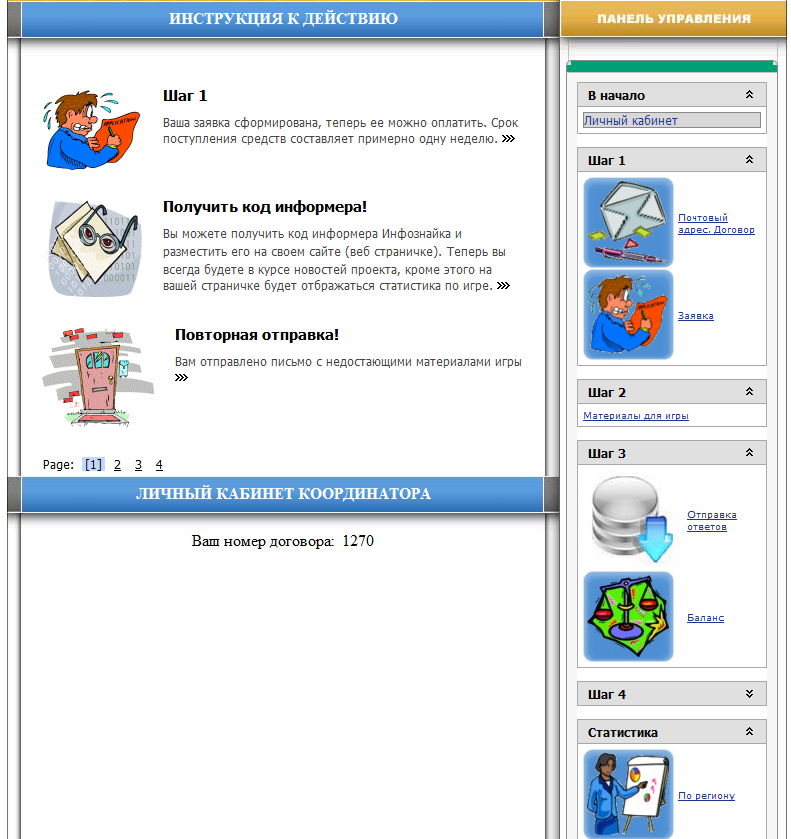 ИНСТРУКЦИЯ К ДЕЙСТВИЮ
Шаг 1
Ваша заявка сформирована, теперь ее можно оплатить. Срок
поступления средств составляет примерно одну неделю.
Получить код информера!
Вы можете получить код информера Инфознайка и
разместить его на своем сайте (веб страничке). Теперь вы
всегда будете в курсе новостей проекта, кроме этого на
вашей страничке будет отбражаться статистика по игре.
Повторная отправка!
Вам отправлено письмо с недостающими материалами игры
Page: [1] 2 3 4
ЛИЧНЫЙ КАБИНЕТ КООРДИНАТОРА
Ваш номер договора: 1270
ПАНЕЛЬ УПРАВЛЕНИЯ
В начало
Личный кабинет
Шаг 1
Почтовый
адрес. Договор
Заявка
Шаг 2
Материалы для игры
Шаг 3
Отправка
ответов
Баланс
Шаг 4
Статистика
По региону